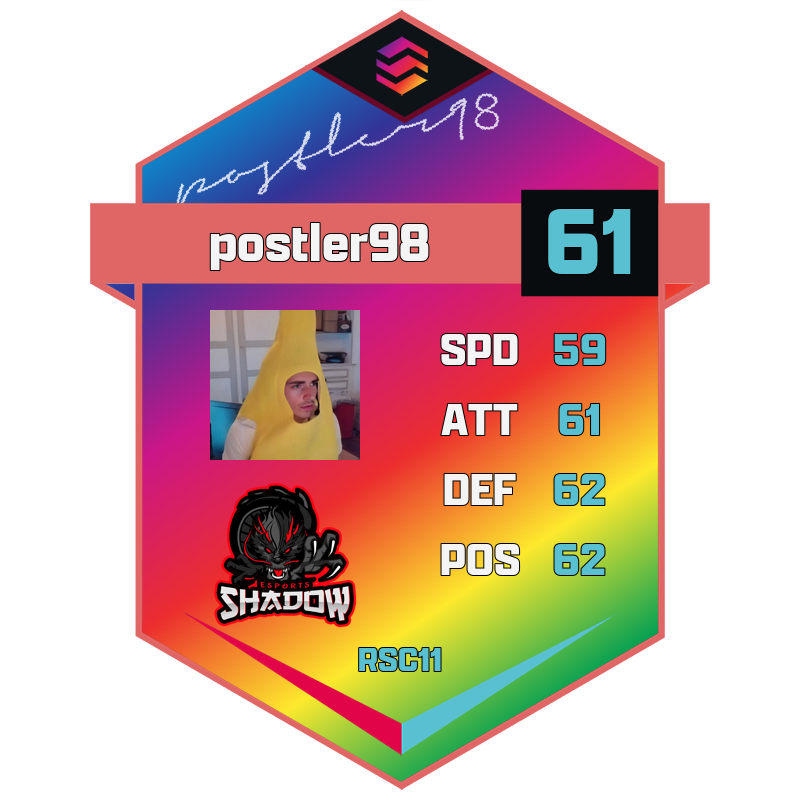 postler98
postler98 61
SPD 59
ATT 61
DEF 62
POS 62
ESPORTS
SHADOW
RSC11